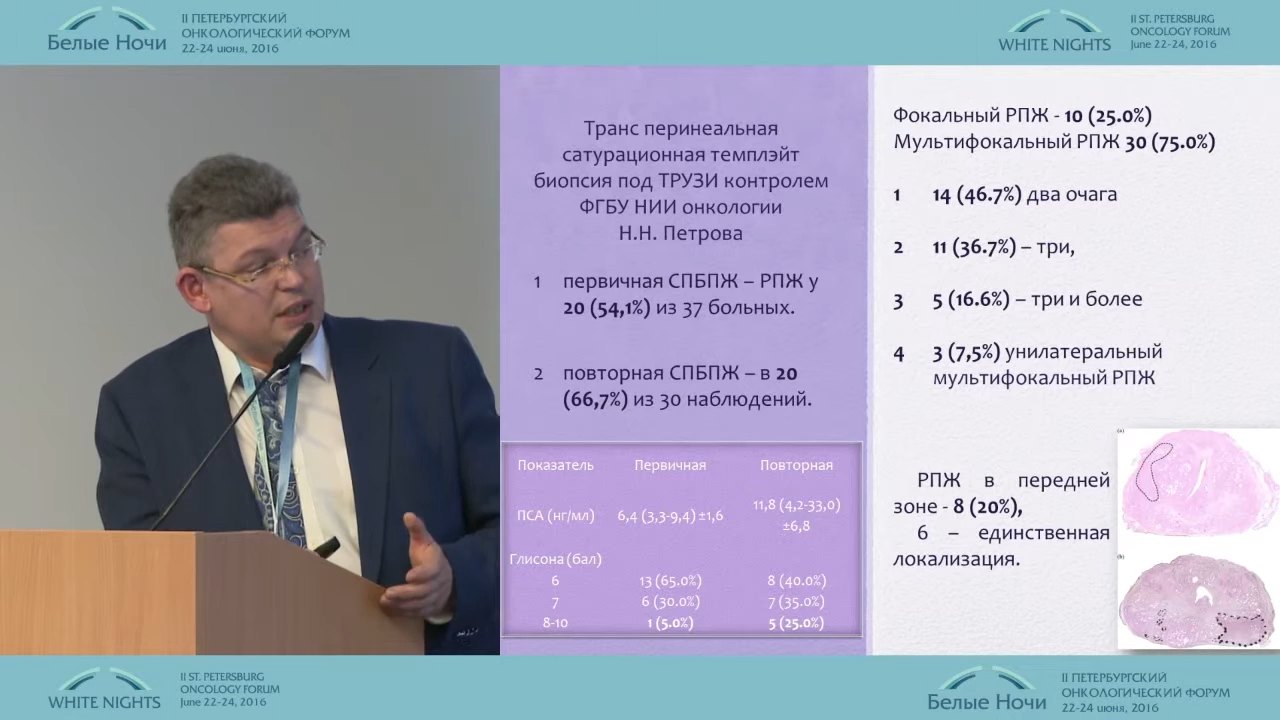 II ПЕТЕРБУРГСКИЙ
ОНКОЛОГИЧЕСКИЙ ФОРУМ
Белые Ночи
22-24 июня, 2016
II ST. PETERSBURG
ONCOLOGY FORUM
WHITE NIGHTS
June 22-24, 2016
Транс перинеальная
сатурационная темплэйт
биопсия под ТРУЗИ контролем
ФГБУ НИИ онкологии
Н.Н. Петрова
1 первичная СПБПЖ – РПЖ у
20 (54,1%) из 37 больных.
2 повторная СПБПЖ – в 20
(66,7%) из 30 наблюдений.
Показатель Первичная Повторная
ПСА (нг/мл) 6,4 (3,3-9,4) ±1,6 11,8 (4,2-33,0)
±6,8
Глисона (бал)
6 13 (65.0%) 8 (40.0%)
7 6 (30.0%) 7 (35.0%)
8-10 1 (5.0%) 5 (25.0%)
Фокальный РПЖ - 10 (25.0%)
Мультифокальный РПЖ 30 (75.0%)
1 14 (46.7%) два очага
2 11 (36.7%) – три,
3 5 (16.6%) – три и более
4 3 (7,5%) унилатеральный
мультифокальный РПЖ
РПЖ в передней
зоне - 8 (20%),
6 – единственная
локализация.
(a)
(b)
WHITE NIGHTS
II ST. PETERSBURG
ONCOLOGY FORUM
June 22-24, 2016
Белые Ночи
II ПЕТЕРБУРГСКИЙ
ОНКОЛОГИЧЕСКИЙ ФОРУМ
22-24 июня, 2016